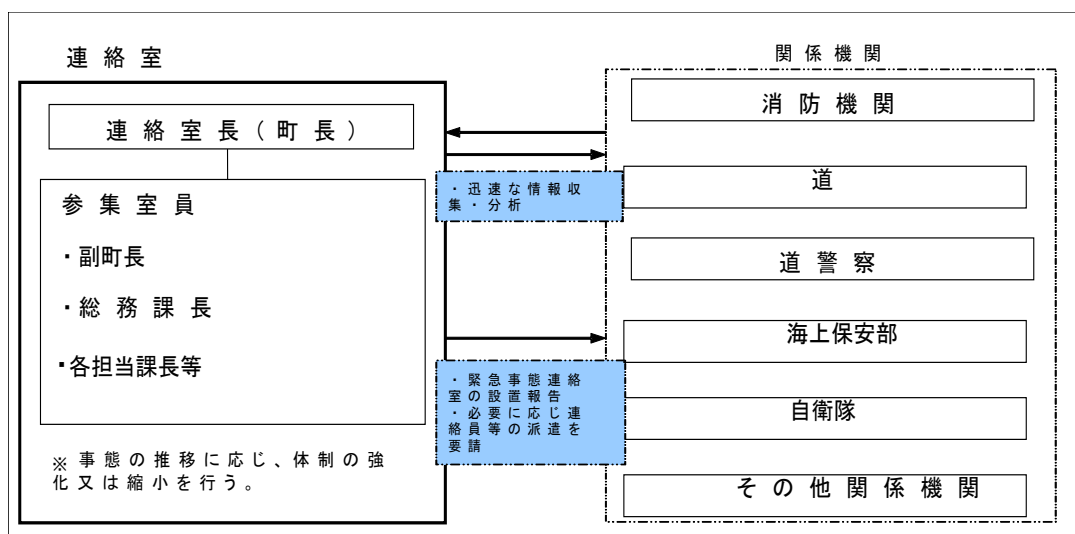 連絡室
連絡室長(町長)
参集室員
・副町長
・総務課長
・各担当課長等
※ 事態の推移に応じ、体制の強
化又は縮小を行う。
・迅速な情報収
集・分析
・緊急事態連絡
室の設置報告
・必要に応じ連
絡員等の派遣を
要請
関係機関
消防機関
道
道警察
海上保安部
自衛隊
その他関係機関